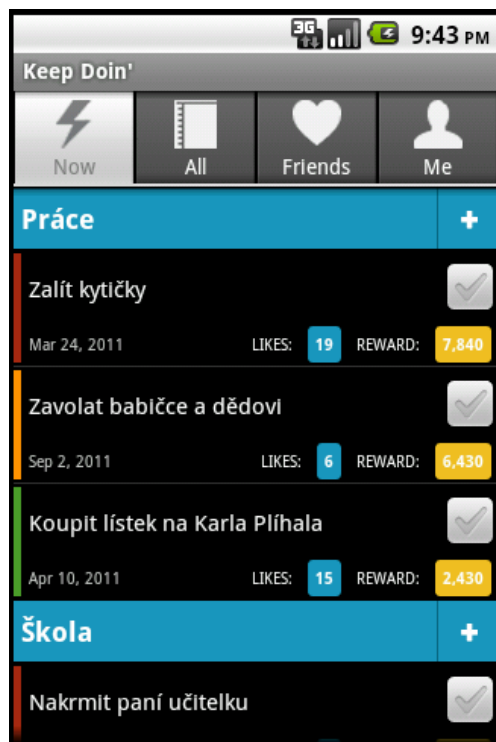 3G 9:43 PM
Keep Doin'
Now All Friends Me
Práce +
Zalít kytičky
Mar 24, 2011 LIKES: 19 REWARD: 7,840
Zavolat babičce a dědovi
Sep 2, 2011 LIKES: 6 REWARD: 6,430
Koupit lístek na Karla Plíhala
Apr 10, 2011 LIKES: 15 REWARD: 2,430
Škola +
Nakrmit paní učitelku